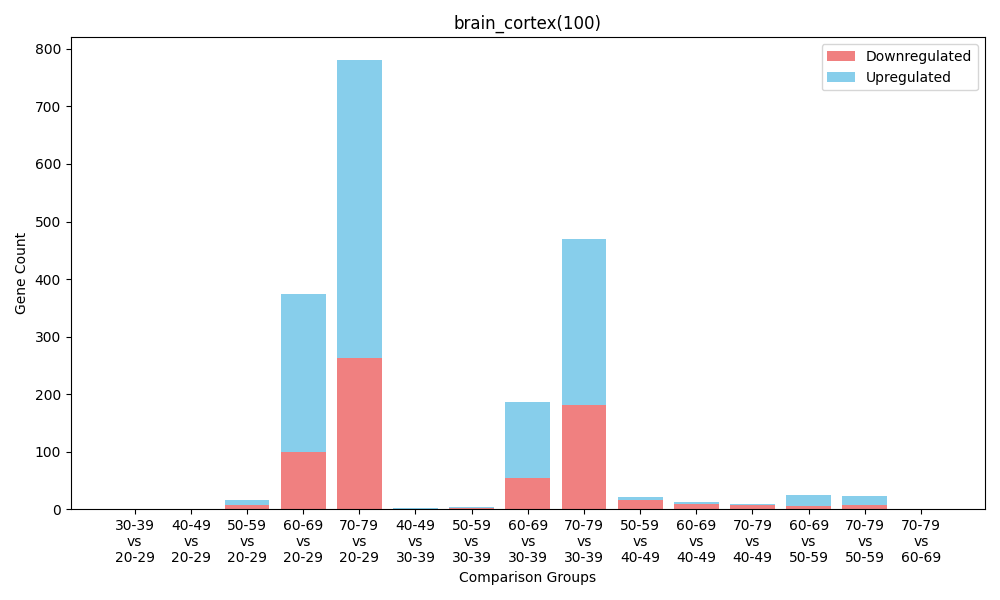 brain_cortex(100)
Downregulated
Upregulated
Gene Count
800
700
600
500
400
300
200
100
0
30-39 40-49 50-59 60-69 70-79 40-49 50-59 60-69 70-79 50-59 60-69 70-79 60-69 70-79 70-79
vs vs vs vs vs vs vs vs vs vs vs vs vs vs vs
20-29 20-29 20-29 20-29 20-29 30-39 30-39 30-39 30-39 40-49 40-49 40-49 50-59 50-59 60-69
Comparison Groups